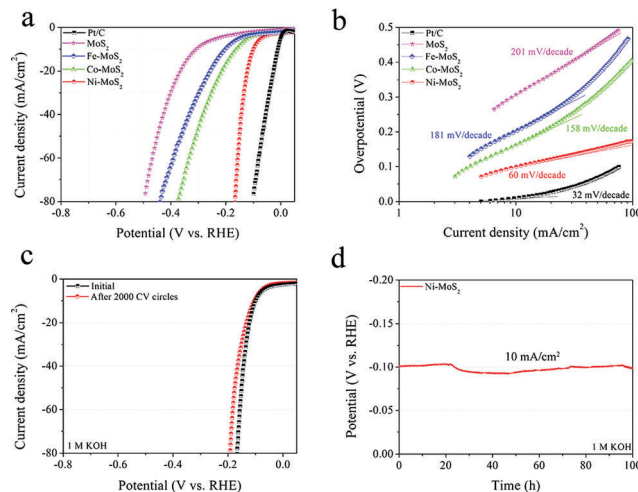 a
Pt/C
MoS₂
Fe-MoS₂
Co-MoS₂
Ni-MoS₂
0
-20
-40
-60
-80
Current density (mA/cm²)
-0.8
-0.6
-0.4
-0.2
0.0
Potential (V vs. RHE)
b
Pt/C
MoS₂
Fe-MoS₂
Co-MoS₂
Ni-MoS₂
201 mV/decade
181 mV/decade
158 mV/decade
60 mV/decade
32 mV/decade
0.5
0.4
0.3
0.2
0.1
0.0
Overpotential (V)
1
10
100
Current density (mA/cm²)
c
Initial
After 2000 CV circles
1 M KOH
0
-20
-40
-60
-80
Current density (mA/cm²)
-0.8
-0.6
-0.4
-0.2
0.0
Potential (V vs. RHE)
d
Ni-MoS₂
10 mA/cm²
1 M KOH
-0.20
-0.15
-0.10
-0.05
0.00
Potential (V vs. RHE)
0
20
40
60
80
100
Time (h)